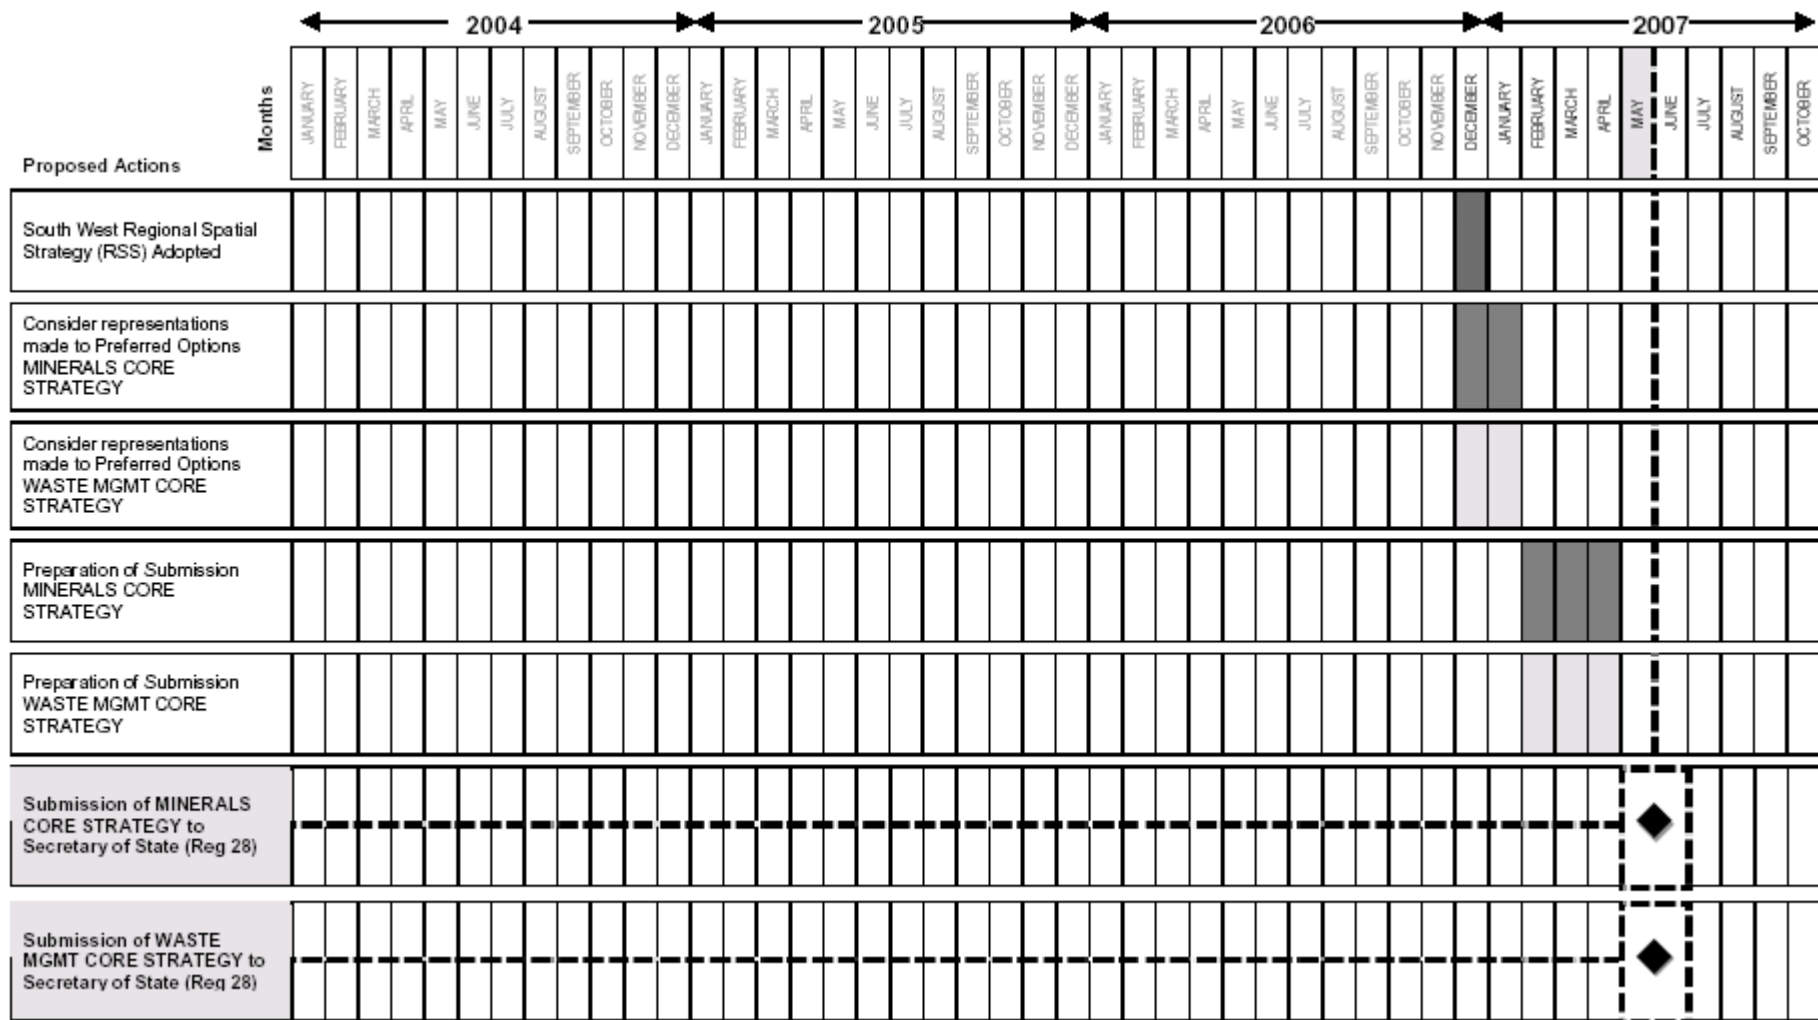 2004 2005 2006 2007
Months
JANUARY FEBRUARY MARCH APRIL MAY JUNE JULY AUGUST SEPTEMBER OCTOBER NOVEMBER DECEMBER JANUARY FEBRUARY MARCH APRIL MAY JUNE JULY AUGUST SEPTEMBER OCTOBER NOVEMBER DECEMBER JANUARY FEBRUARY MARCH APRIL MAY JUNE JULY AUGUST SEPTEMBER OCTOBER NOVEMBER DECEMBER JANUARY FEBRUARY MARCH APRIL MAY JUNE JULY AUGUST SEPTEMBER OCTOBER
Proposed Actions
South West Regional Spatial
Strategy (RSS) Adopted
Consider representations
made to Preferred Options
MINERALS CORE
STRATEGY
Consider representations
made to Preferred Options
WASTE MGMT CORE
STRATEGY
Preparation of Submission
MINERALS CORE
STRATEGY
Preparation of Submission
WASTE MGMT CORE
STRATEGY
Submission of MINERALS
CORE STRATEGY to
Secretary of State (Reg 28)
Submission of WASTE
MGMT CORE STRATEGY to
Secretary of State (Reg 28)